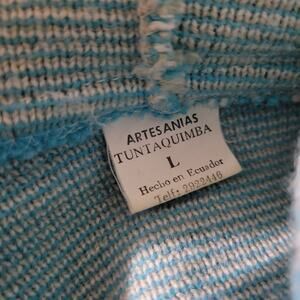 ARTESANIAS
TUNTAQUIMBA
L
Hecho en Ecuador
Telf: 2922446